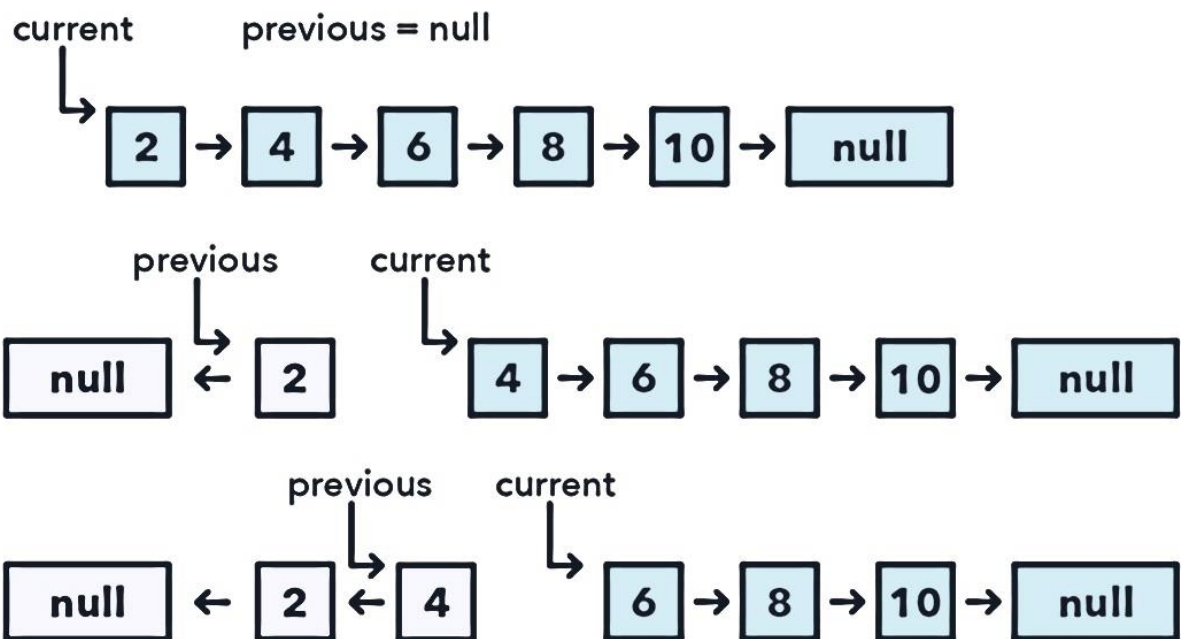 current previous = null
2 → 4 → 6 → 8 → 10 → null
previous current
null ← 2 4 → 6 → 8 → 10 → null
previous current
null ← 2 ← 4 6 → 8 → 10 → null